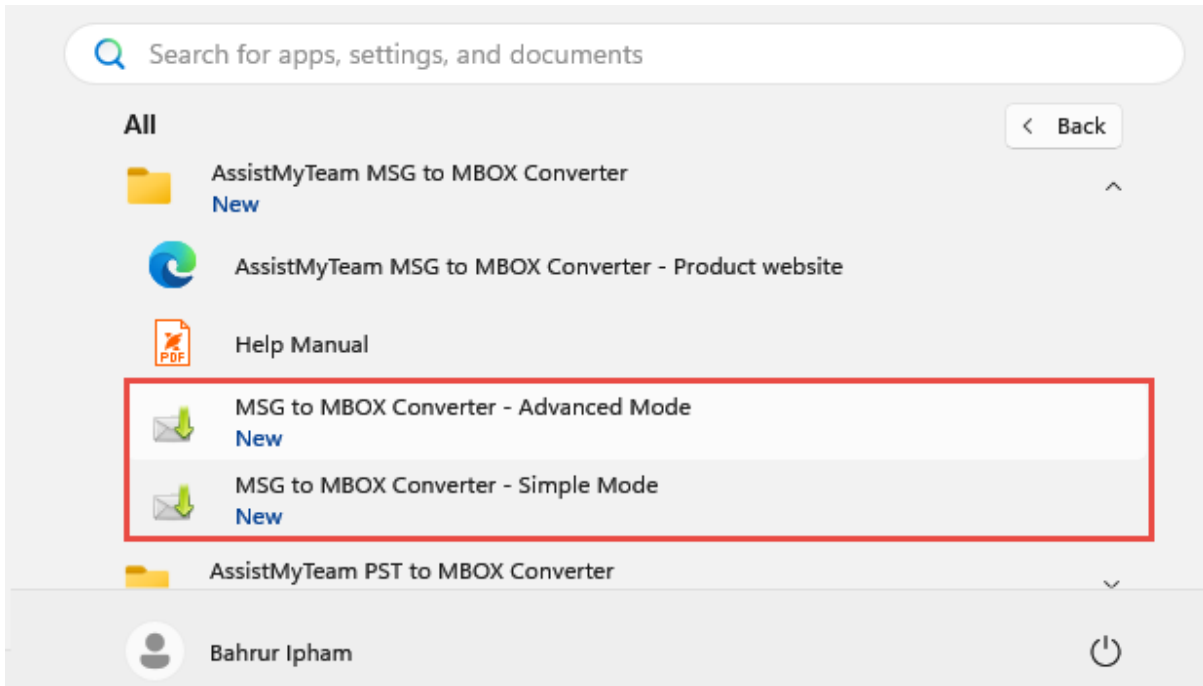 Search for apps, settings, and documents
All
Back
AssistMyTeam MSG to MBOX Converter
New
AssistMyTeam MSG to MBOX Converter - Product website
PDF
Help Manual
MSG to MBOX Converter - Advanced Mode
New
MSG to MBOX Converter - Simple Mode
New
AssistMyTeam PST to MBOX Converter
Bahrur Ipham